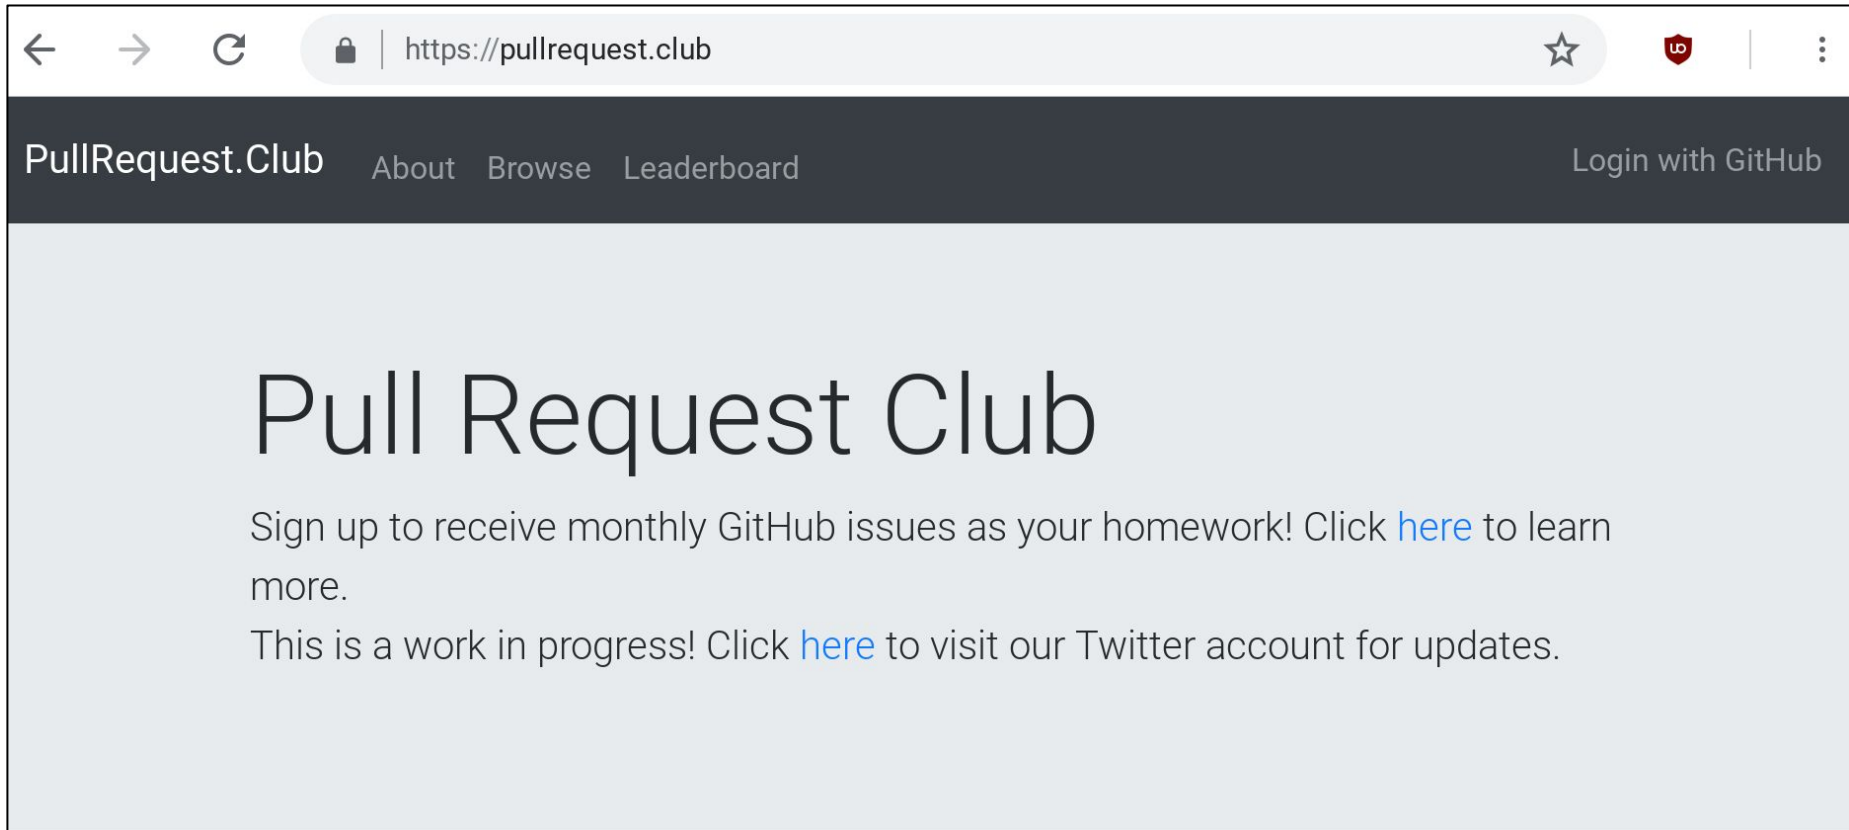 https://pullrequest.club
PullRequest.Club About Browse Leaderboard Login with GitHub
Pull Request Club
Sign up to receive monthly GitHub issues as your homework! Click here to learn
more.
This is a work in progress! Click here to visit our Twitter account for updates.